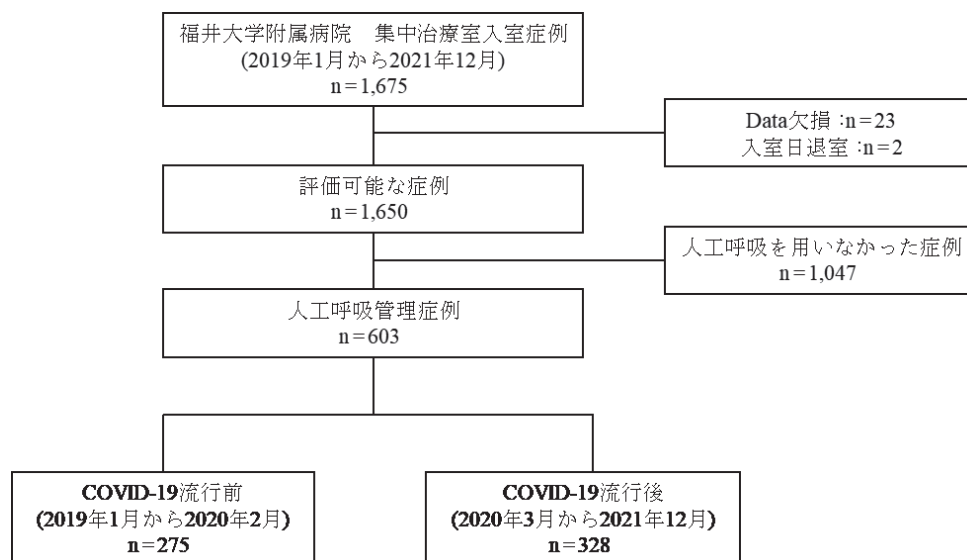 福井大学附属病院　集中治療室入室症例
(2019年1月から2021年12月)
n=1,675
Data欠損：n=23
入室日退室：n=2
評価可能な症例
n=1,650
人工呼吸を用いなかった症例
n=1,047
人工呼吸管理症例
n=603
COVID-19流行前
(2019年1月から2020年2月)
n=275
COVID-19流行後
(2020年3月から2021年12月)
n=328